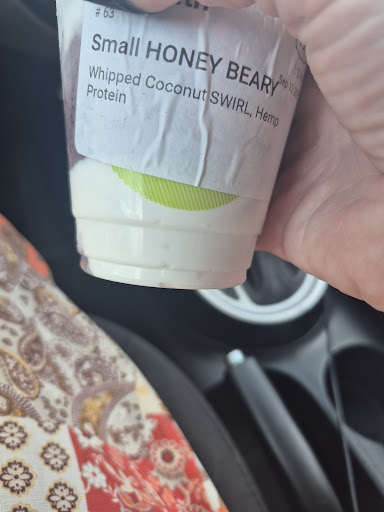 # 63
Small HONEY BEARY
Whipped Coconut SWIRL, Hemp
Protein